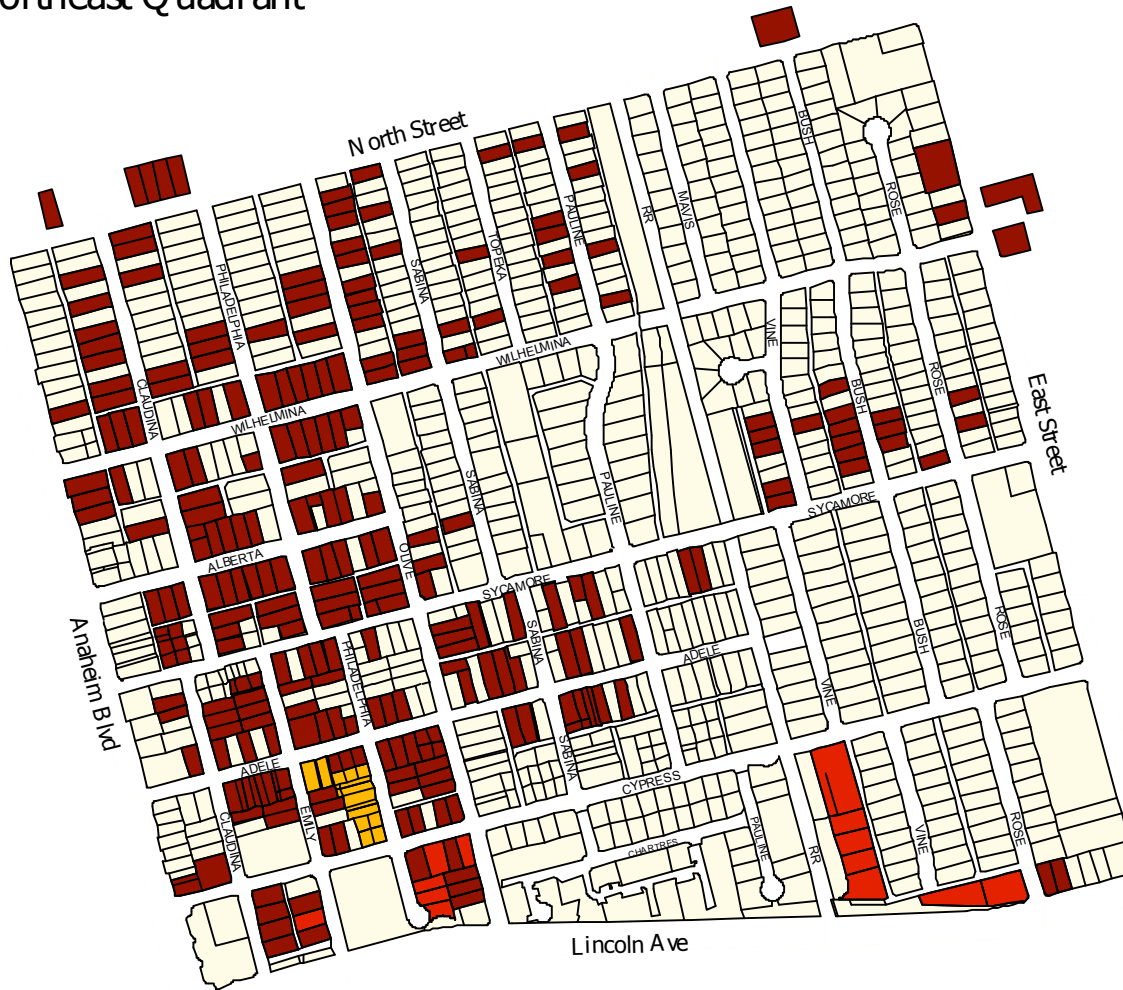 ortheast Quadrant
North Street
BUSH
ROSE
MAVIS
RR
PAULINE
TOPEKA
SABINA
PHILADELPHIA
CLAUDINA
WILHELMINA
WILHELMINA
VINE
BUSH
ROSE
East Street
SABINA
PAULINE
SYCAMORE
ALBERTA
OLIVE
SYCAMORE
SABINA
ADELE
PHILADELPHIA
BUSH
ROSE
VINE
Anaheim Blvd
ADELE
SABINA
CYPRESS
EMILY
CLAUDINA
CHARTRES
PAULINE
RR
VINE
ROSE
Lincoln Ave